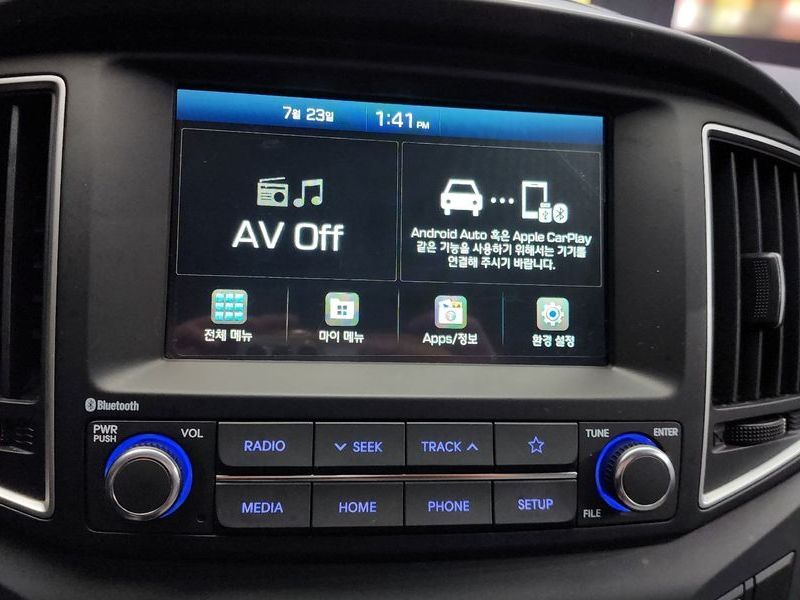 7월 23일 1:41 PM
AV Off
Android Auto 혹은 Apple CarPlay
같은 기능을 사용하기 위해서는 기기를
연결해 주시기 바랍니다.
전체 메뉴 마이 메뉴 Apps/정보 환경 설정
Bluetooth
PWR
PUSH
VOL
RADIO SEEK TRACK
TUNE ENTER
MEDIA HOME PHONE SETUP
FILE